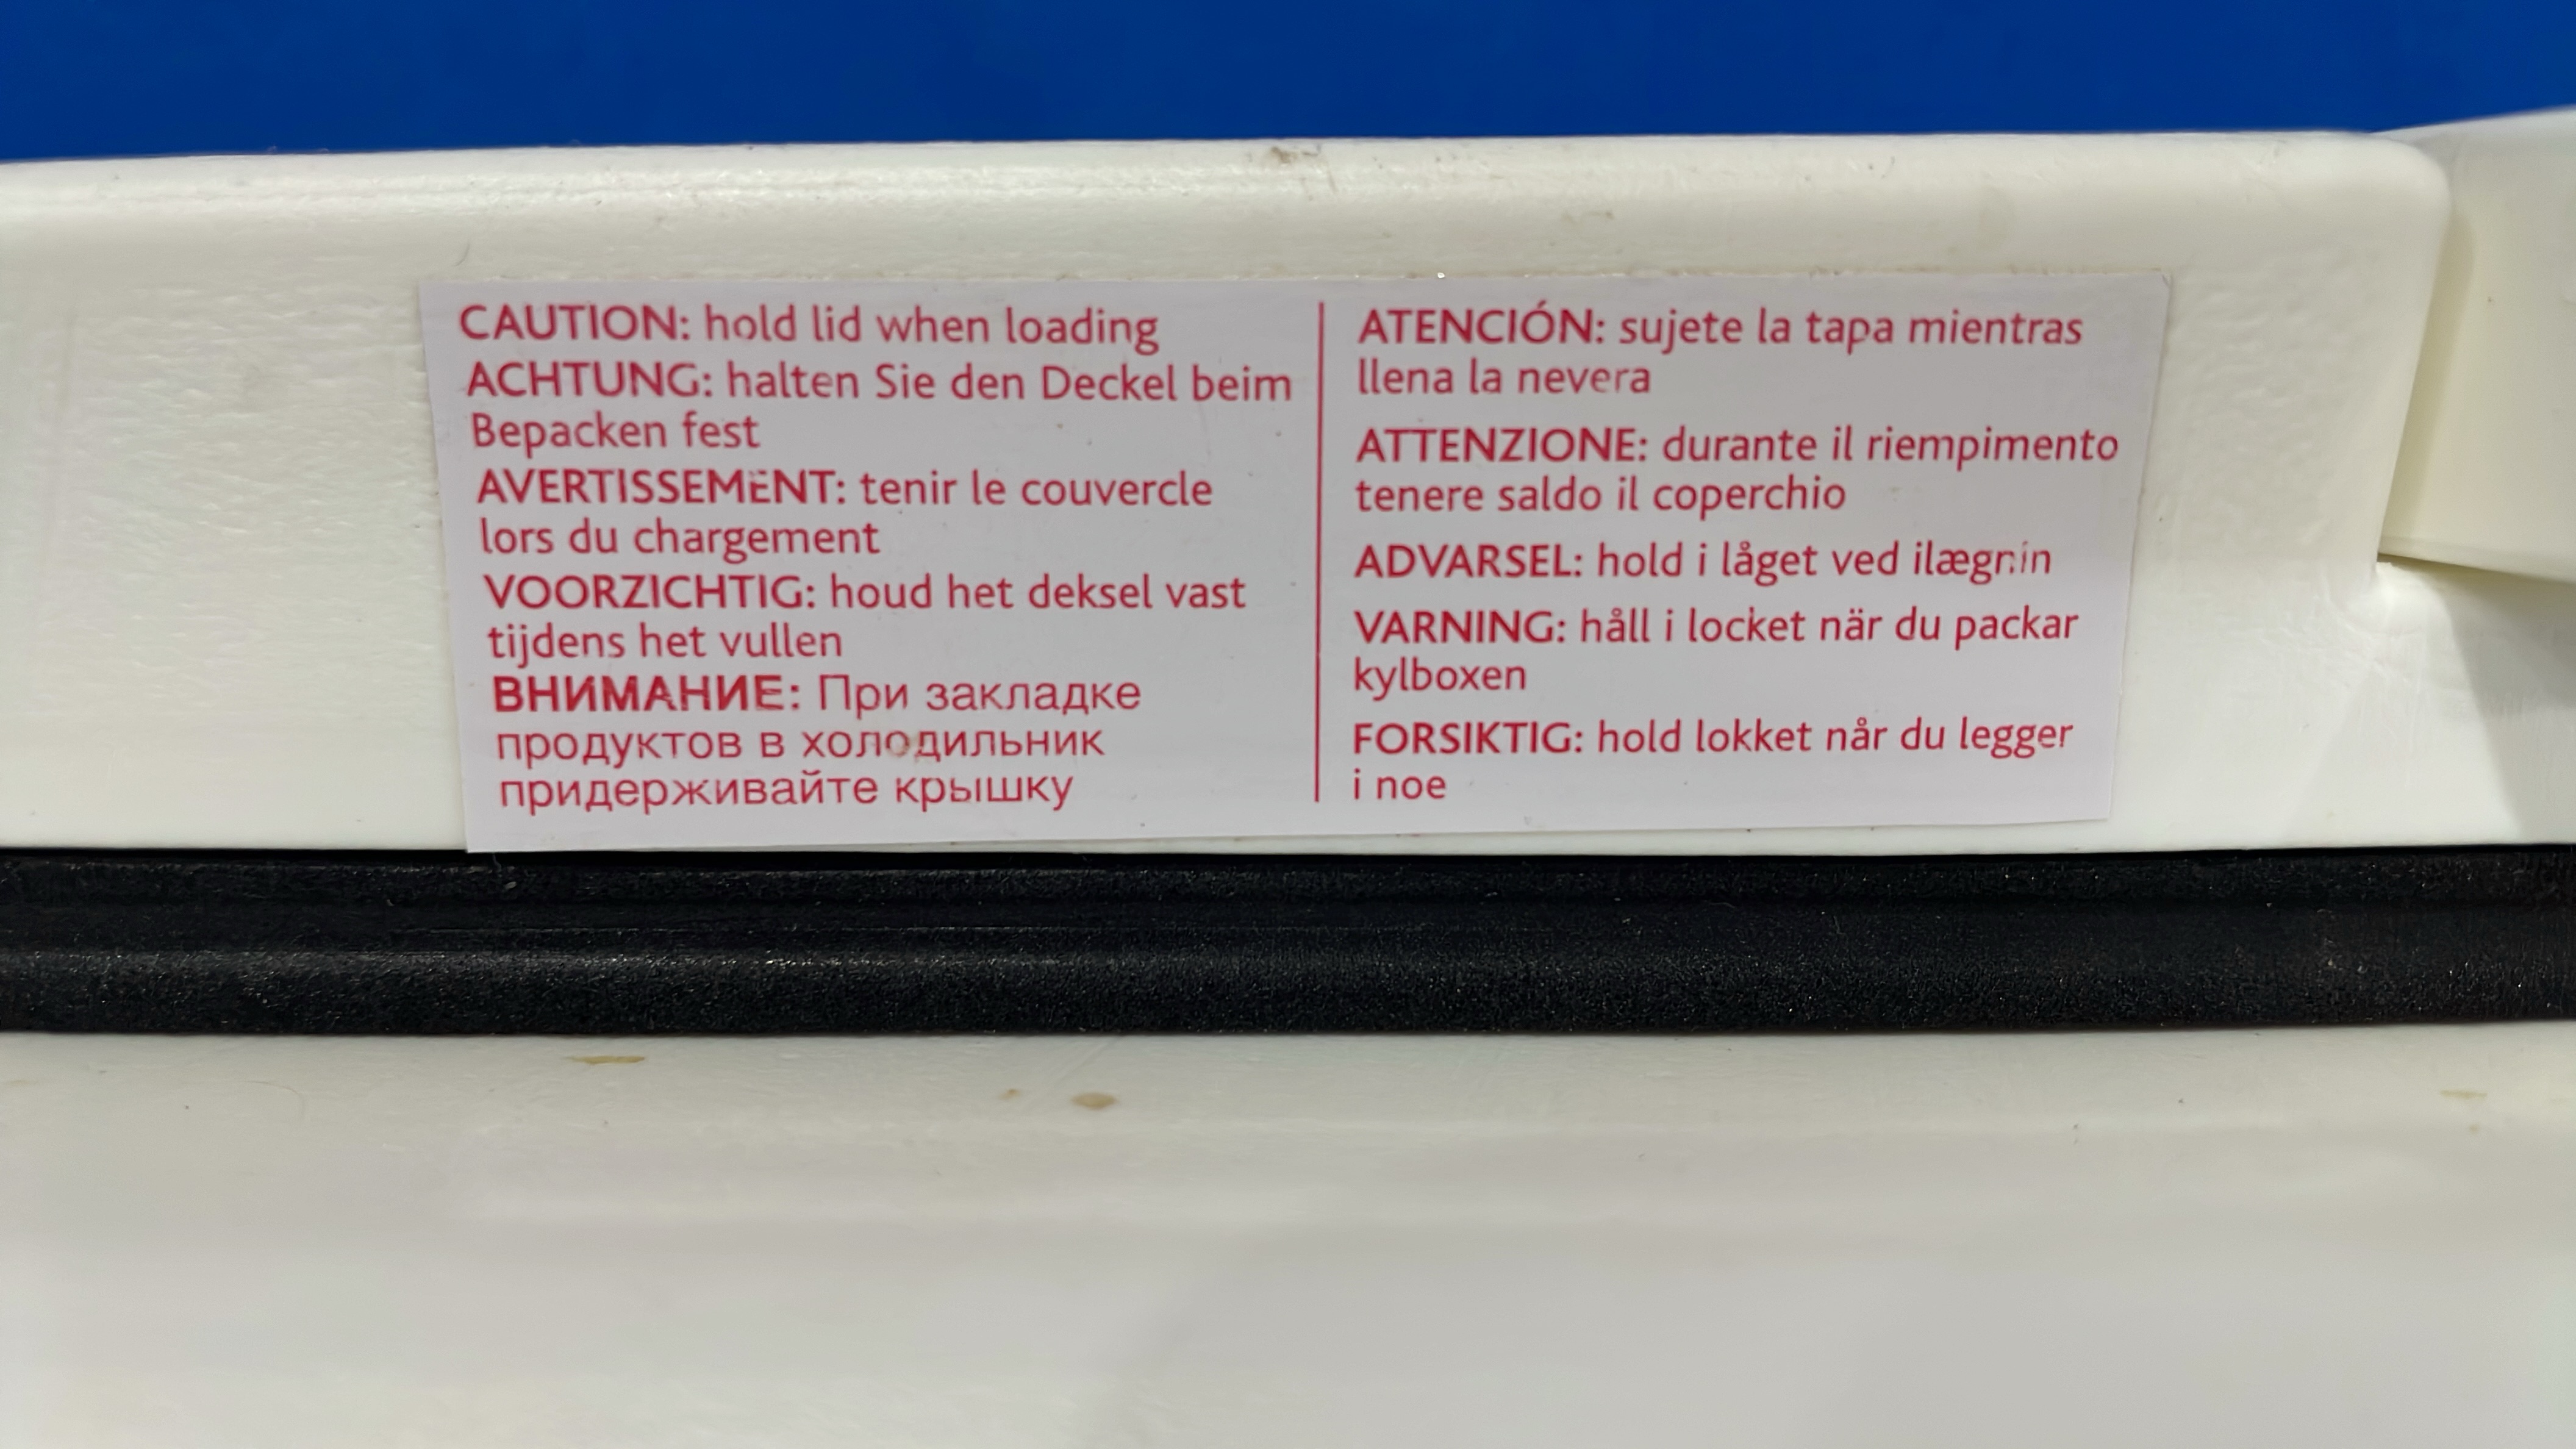 CAUTION: hold lid when loading
ACHTUNG: halten Sie den Deckel beim
Bepacken fest
AVERTISSEMENT: tenir le couvercle
lors du chargement
VOORZICHTIG: houd het deksel vast
tijdens het vullen
ВНИМАНИЕ: При закладке
продуктов в холодильник
придерживайте крышку
ATENCIÓN: sujete la tapa mientras
llena la nevera
ATTENZIONE: durante il riempimento
tenere saldo il coperchio
ADVARSEL: hold i låget ved ilægnin
VARNING: håll i locket när du packar
kylboxen
FORSIKTIG: hold lokket når du legger
i noe